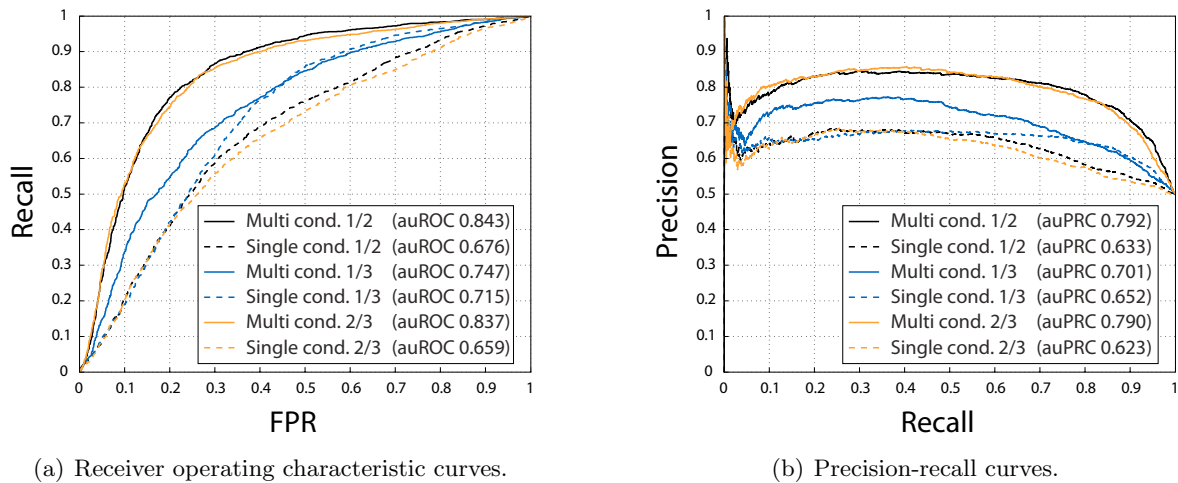 1
0.9
0.8
0.7
0.6
0.5
0.4
0.3
0.2
0.1
0
Recall
Multi cond. 1/2 (auROC 0.843)
Single cond. 1/2 (auROC 0.676)
Multi cond. 1/3 (auROC 0.747)
Single cond. 1/3 (auROC 0.715)
Multi cond. 2/3 (auROC 0.837)
Single cond. 2/3 (auROC 0.659)
0 0.1 0.2 0.3 0.4 0.5 0.6 0.7 0.8 0.9 1
FPR
(a) Receiver operating characteristic curves.
1
0.9
0.8
0.7
0.6
0.5
0.4
0.3
0.2
0.1
0
Precision
Multi cond. 1/2 (auPRC 0.792)
Single cond. 1/2 (auPRC 0.633)
Multi cond. 1/3 (auPRC 0.701)
Single cond. 1/3 (auPRC 0.652)
Multi cond. 2/3 (auPRC 0.790)
Single cond. 2/3 (auPRC 0.623)
0 0.1 0.2 0.3 0.4 0.5 0.6 0.7 0.8 0.9 1
Recall
(b) Precision-recall curves.